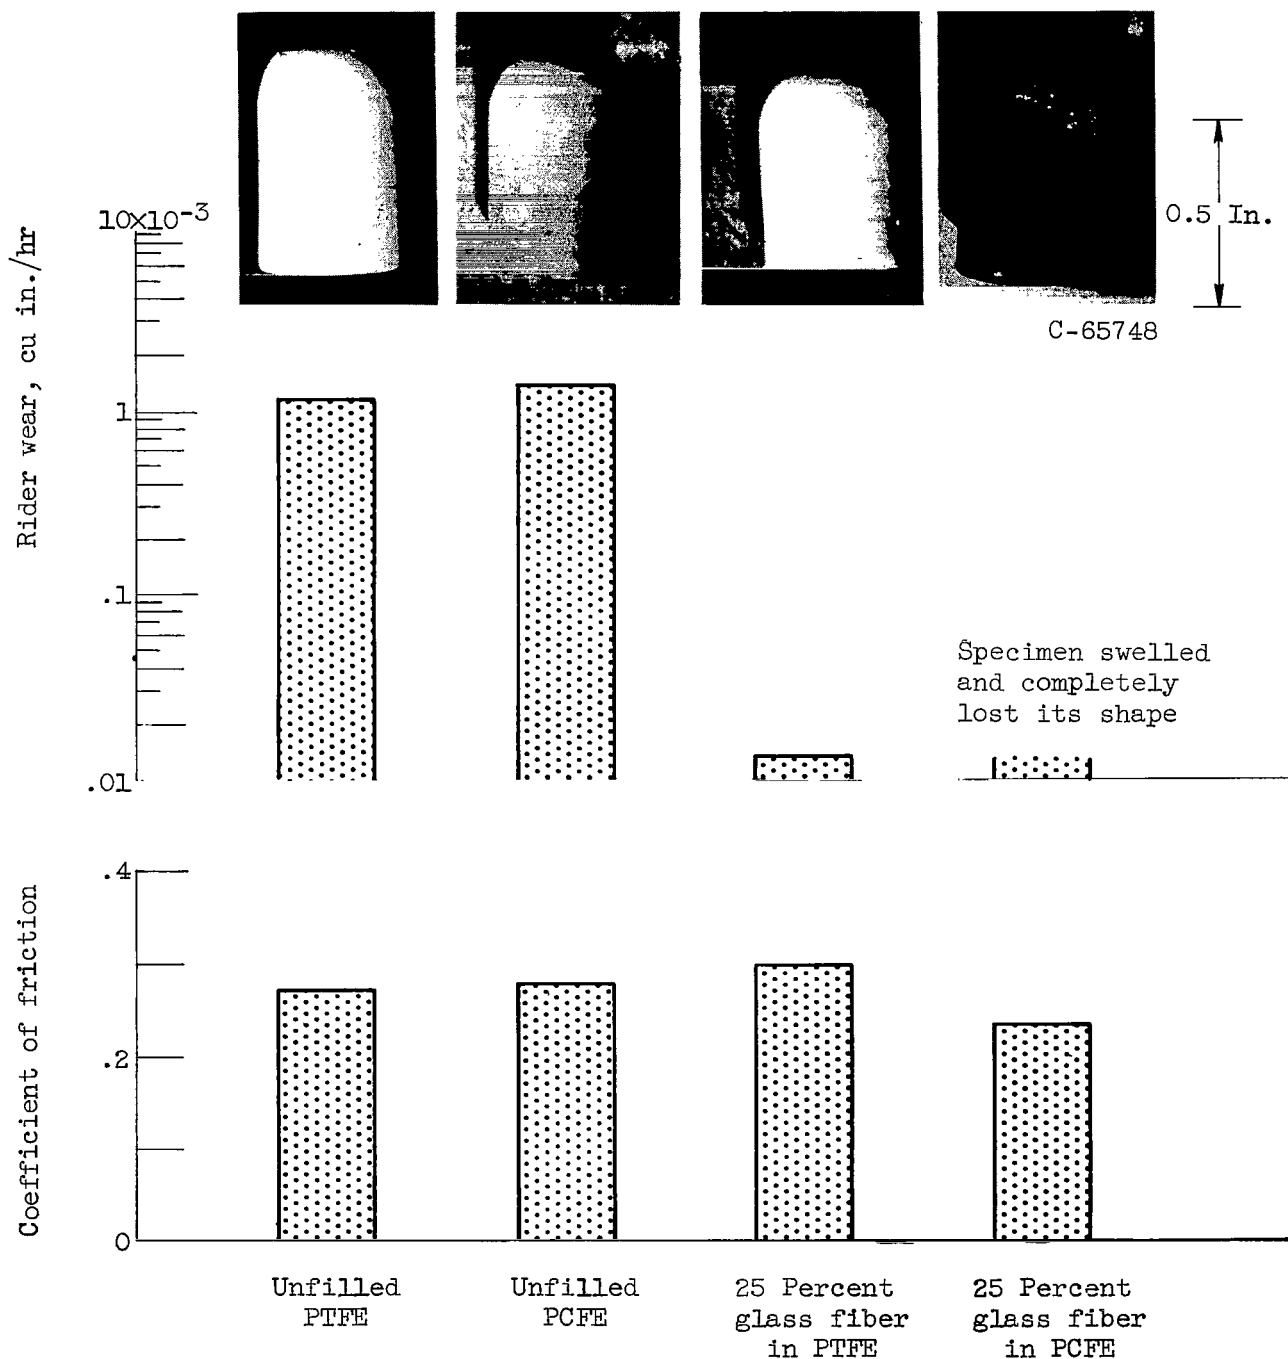 0.5 In.
C-65748
10×10-3
1
.1
.01
Rider wear, cu in./hr
Specimen swelled
and completely
lost its shape
.4
.2
0
Coefficient of friction
Unfilled
PTFE
Unfilled
PCFE
25 Percent
glass fiber
in PTFE
25 Percent
glass fiber
in PCFE